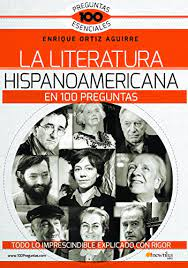 PREGUNTAS
100
ESENCIALES
ENRIQUE ORTIZ AGUIRRE
LA LITERATURA
HISPANOAMERICANA
EN 100 PREGUNTAS
TODO LO IMPRESCINDIBLE EXPLICADO CON RIGOR
www.100Preguntas.com
nowtilus